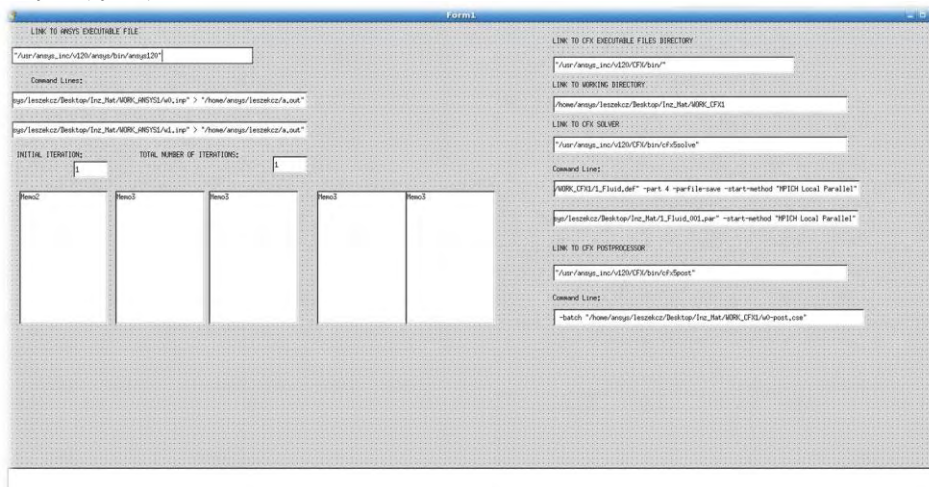 Form1
LINK TO ANSYS EXECUTABLE FILE
"/usr/ansys_inc/v120/ansys/bin/ansys120"
Command Lines:
sys/leszekcz/Desktop/Inz_Mat/WORK_ANSYS1/w0.inp" > "/home/ansys/leszekcz/a.out"
sys/leszekcz/Desktop/Inz_Mat/WORK_ANSYS1/w1.inp" > "/home/ansys/leszekcz/a.out"
INITIAL ITERATION: TOTAL NUMBER OF ITERATIONS:
1 1
Memo2 Memo3 Memo3 Memo3 Memo3
LINK TO CFX EXECUTABLE FILES DIRECTORY
"/usr/ansys_inc/v120/CFX/bin/"
LINK TO WORKING DIRECTORY
/home/ansys/leszekcz/Desktop/Inz_Mat/WORK_CFX1
LINK TO CFX SOLVER
"/usr/ansys_inc/v120/CFX/bin/cfx5solve"
Command Line:
/WORK_CFX1/1_Fluid.def" -part 4 -parfile-save -start-method "MPICH Local Parallel"
sys/leszekcz/Desktop/Inz_Mat/1_Fluid_001.par" -start-method "MPICH Local Parallel"
LINK TO CFX POSTPROCESSOR
"/usr/ansys_inc/v120/CFX/bin/cfx5post"
Command Line:
-batch "/home/ansys/leszekcz/Desktop/Inz_Mat/WORK_CFX1/w0-post.cse"